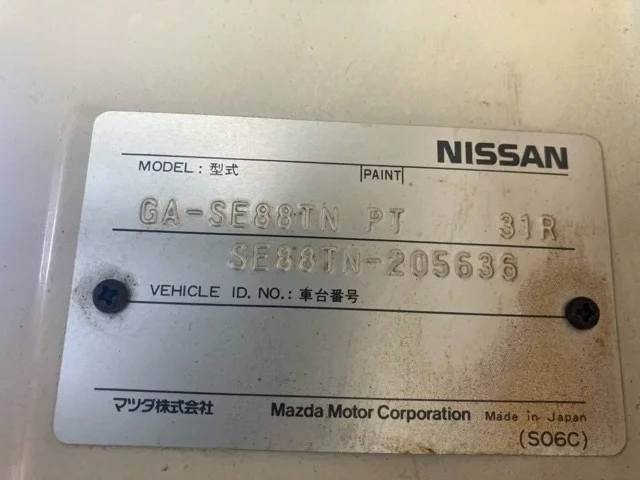 NISSAN
MODEL: 型式 PAINT
GA-SE88TN PT 31R
SE88TN-205636
VEHICLE ID. NO.: 車台番号
マツダ株式会社 Mazda Motor Corporation Made in Japan
(S06C)